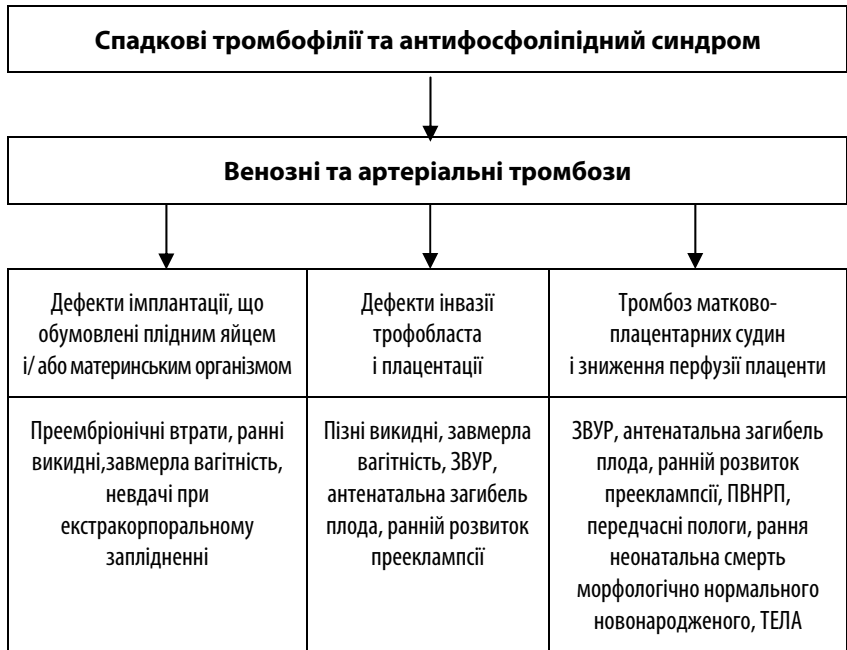 Спадкові тромбофілії та антифосфоліпідний синдром
Венозні та артеріальні тромбози
Дефекти імплантації, що
обумовлені плідним яйцем
і/ або материнським організмом
Дефекти інвазії
трофобласта
і плацентації
Тромбоз матково-
плацентарних судин
і зниження перфузії плаценти
Преембріонічні втрати, ранні
викидні,завмерла вагітність,
невдачі при
екстракорпоральному
заплідненні
Пізні викидні, завмерла
вагітність, ЗВУР,
антенатальна загибель
плода, ранній розвиток
прееклампсії
ЗВУР, антенатальна загибель
плода, ранній розвиток
прееклампсії, ПВНРП,
передчасні пологи, рання
неонатальна смерть
морфологічно нормального
новонародженого, ТЕЛА